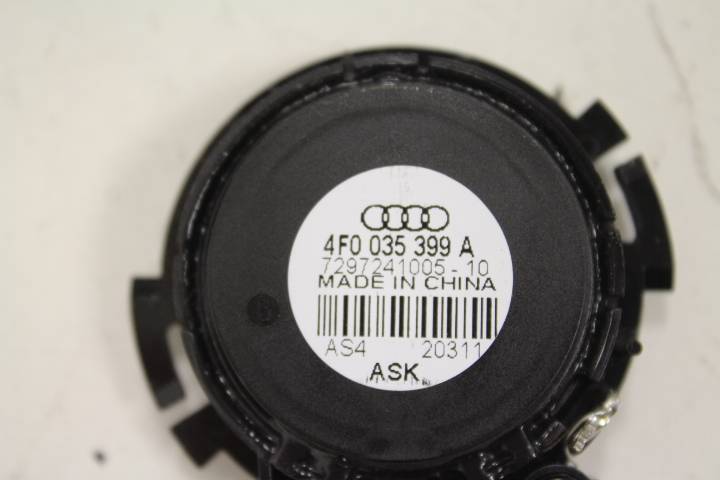 4F0 035 399 A
7297241005 - 10
MADE IN CHINA
AS4 20311
ASK